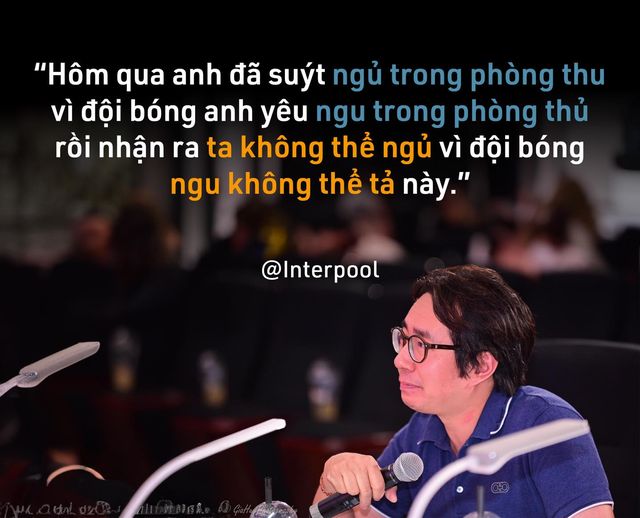 “Hôm qua anh đã suýt ngủ trong phòng thu
vì đội bóng anh yêu ngu trong phòng thủ
rồi nhận ra ta không thể ngủ vì đội bóng
ngu không thể tả này.”
@Interpool